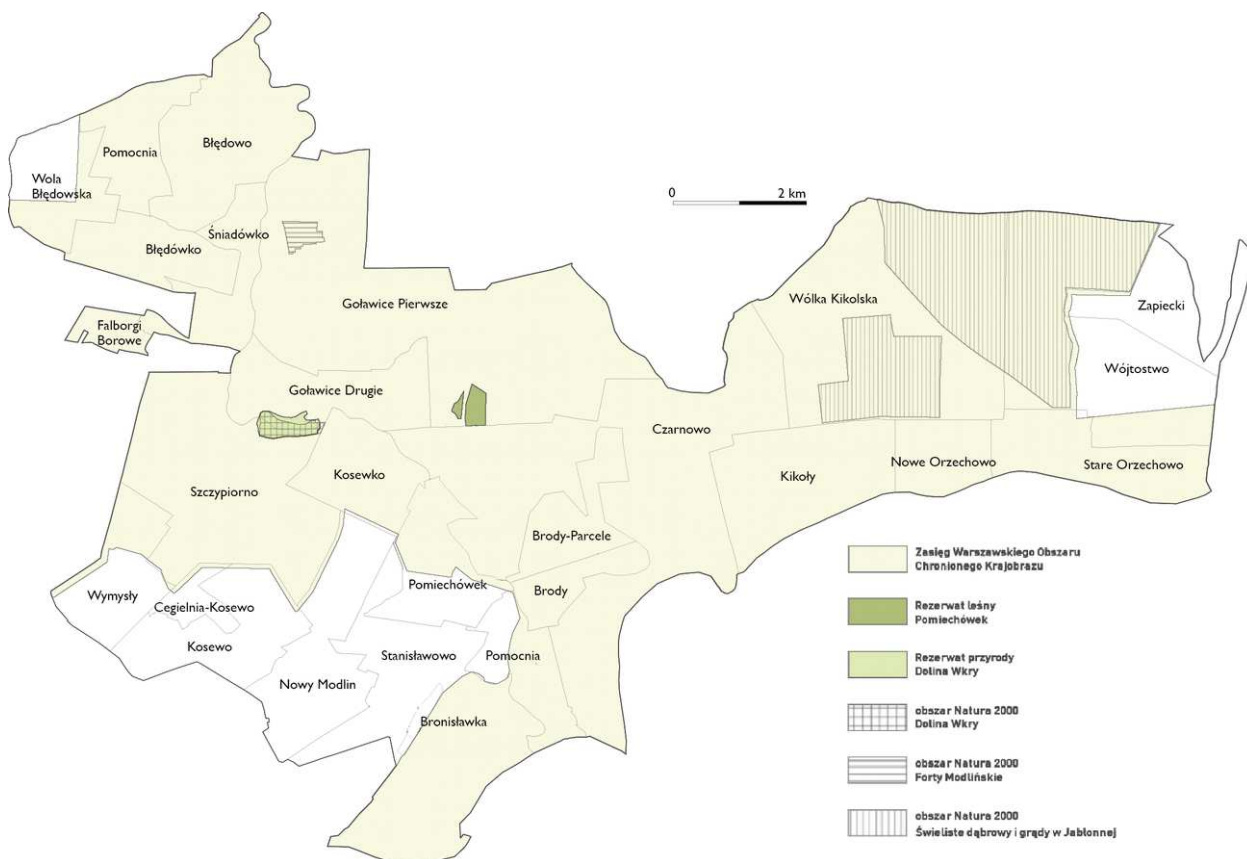 Błędowo
Pomocnia
Wola
Błędowska
Śniadówko
Błędówko
0 2 km
Goławice Pierwsze
Wólka Kikolska
Zapiecki
Falborgi
Borowe
Wójtostwo
Goławice Drugie
Czarnowo
Nowe Orzechowo
Stare Orzechowo
Kikoły
Kosewko
Szczypiorno
Brody-Parcele
Pomiechówek
Brody
Wymysły
Cegielnia-Kosewo
Kosewo
Stanisławowo
Pomocnia
Nowy Modlin
Bronisławka
Zasięg Warszawskiego Obszaru
Chronionego Krajobrazu
Rezerwat leśny
Pomiechówek
Rezerwat przyrody
Dolina Wkry
obszar Natura 2000
Dolina Wkry
obszar Natura 2000
Forty Modlińskie
obszar Natura 2000
Świeliste dąbrowy i grądy w Jabłonnej